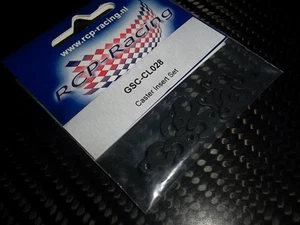 www.rcp-racing.nl
RCP-Racing
GSC-CL028
Caster insert Set